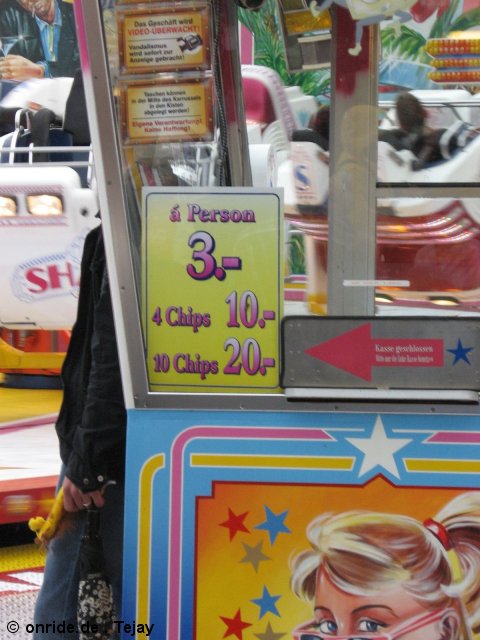 Das Geschäft wird
VIDEO-
überwacht!
Vandalismus
wird sofort zur
Anzeige gebracht!
Taschen können
in der Mitte des Karussels
in den Kisten
abgelegt werden!
Eigene Verantwortung!
Keine Haftung!
á Person
3.-
4 Chips 10.-
10 Chips 20.-
Kasse geschlossen
SHA
S
© onride.de / Tejay